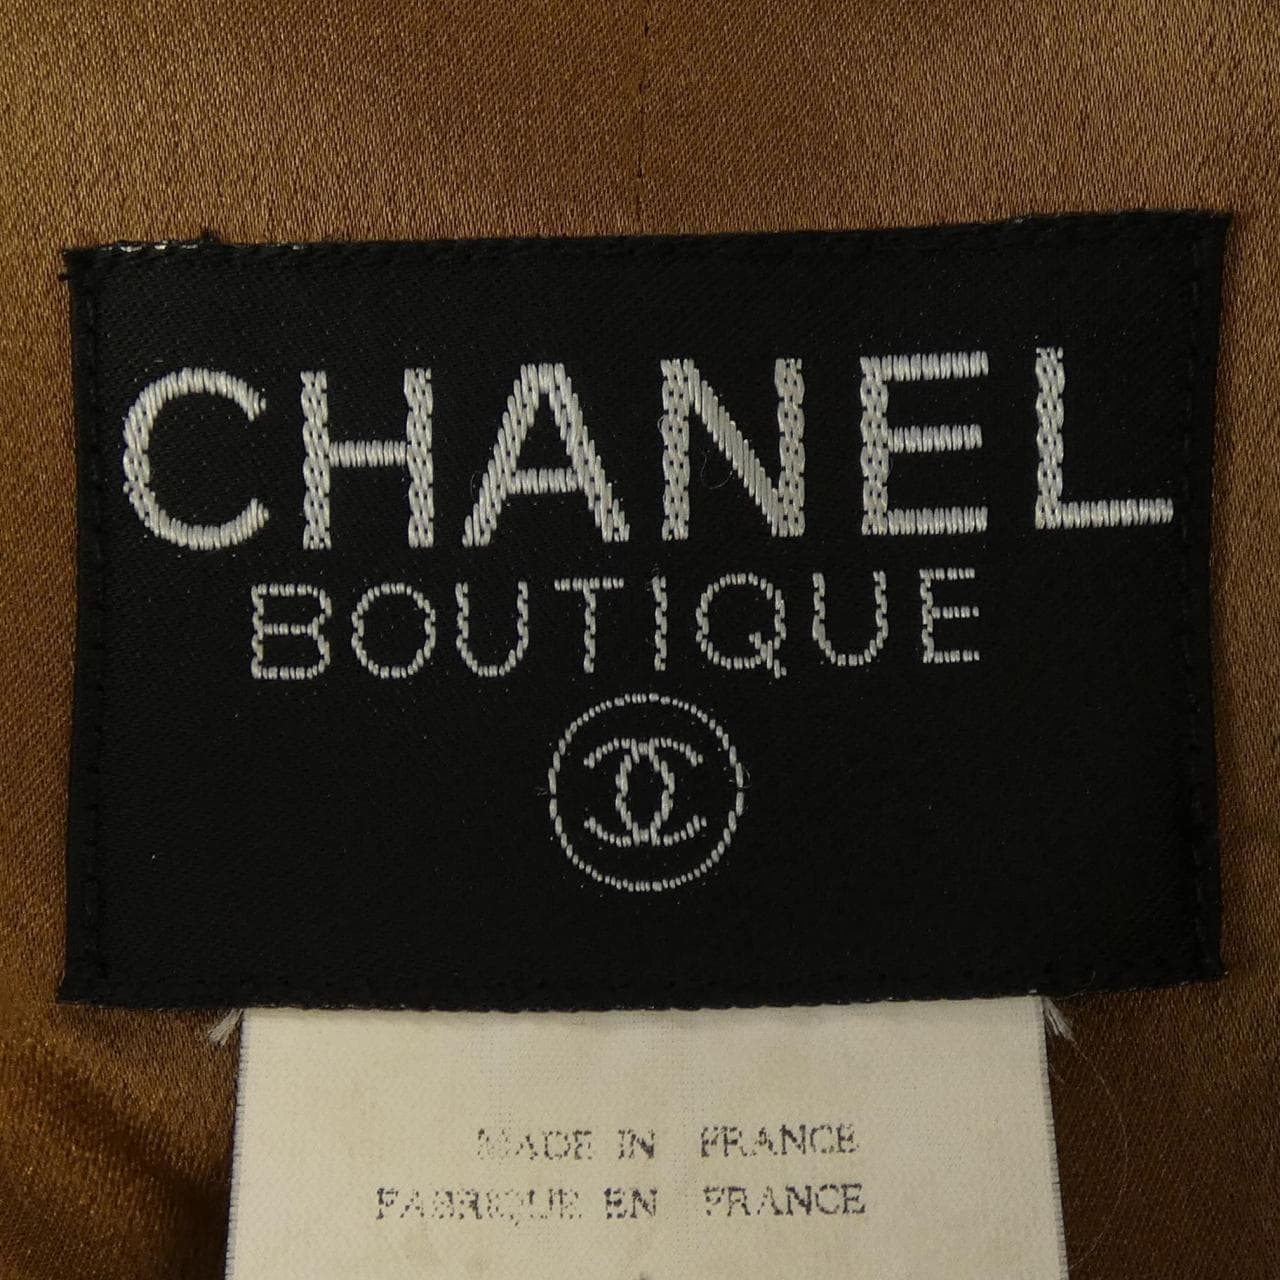 CHANEL
BOUTIQUE
MADE IN FRANCE
FABRIQUE EN FRANCE